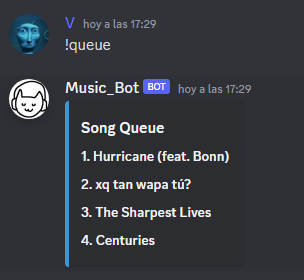 V hoy a las 17:29
!queue
Music_Bot BOT hoy a las 17:29
Song Queue
1. Hurricane (feat. Bonn)
2. xq tan wapa tú?
3. The Sharpest Lives
4. Centuries